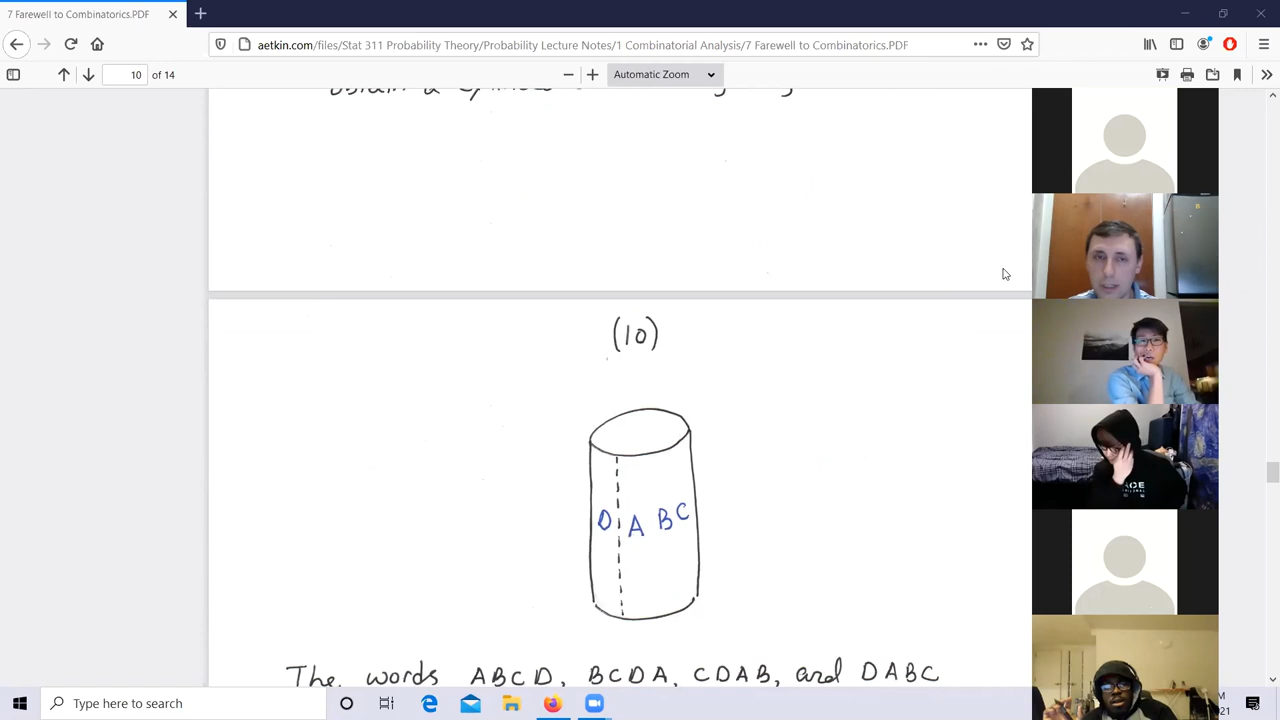 7 Farewell to Combinatorics.PDF
aetkin.com/files/Stat 311 Probability Theory/Probability Lecture Notes/1 Combinatorial Analysis/7 Farewell to Combinatorics.PDF
10 of 14
Automatic Zoom
(10)
D A B C
The words ABCD, BCDA, CDAB, and DABC
Type here to search